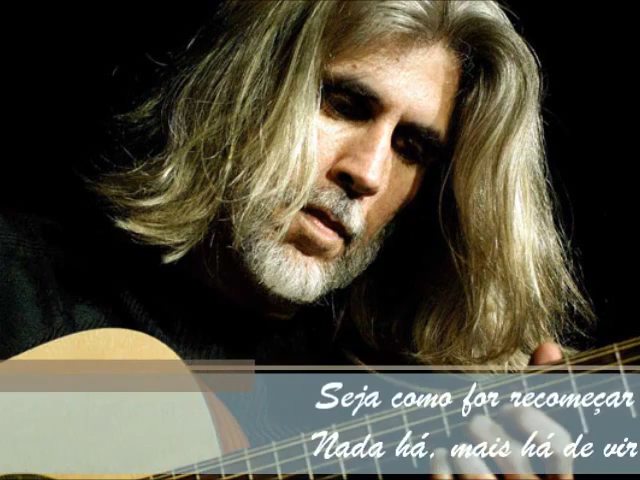 Seja como for recomeçar
Nada há, mais há de vir